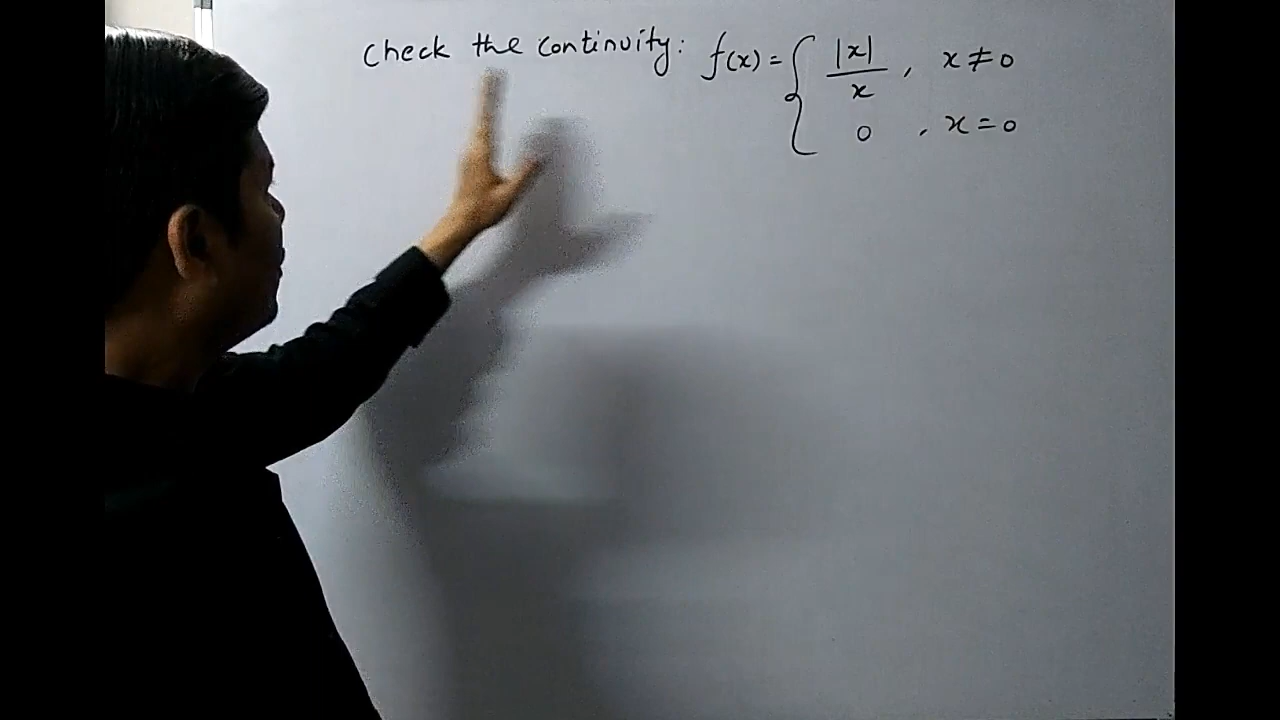 Check the continuity: f(x) = { |x|/x , x ≠ 0
0 , x = 0